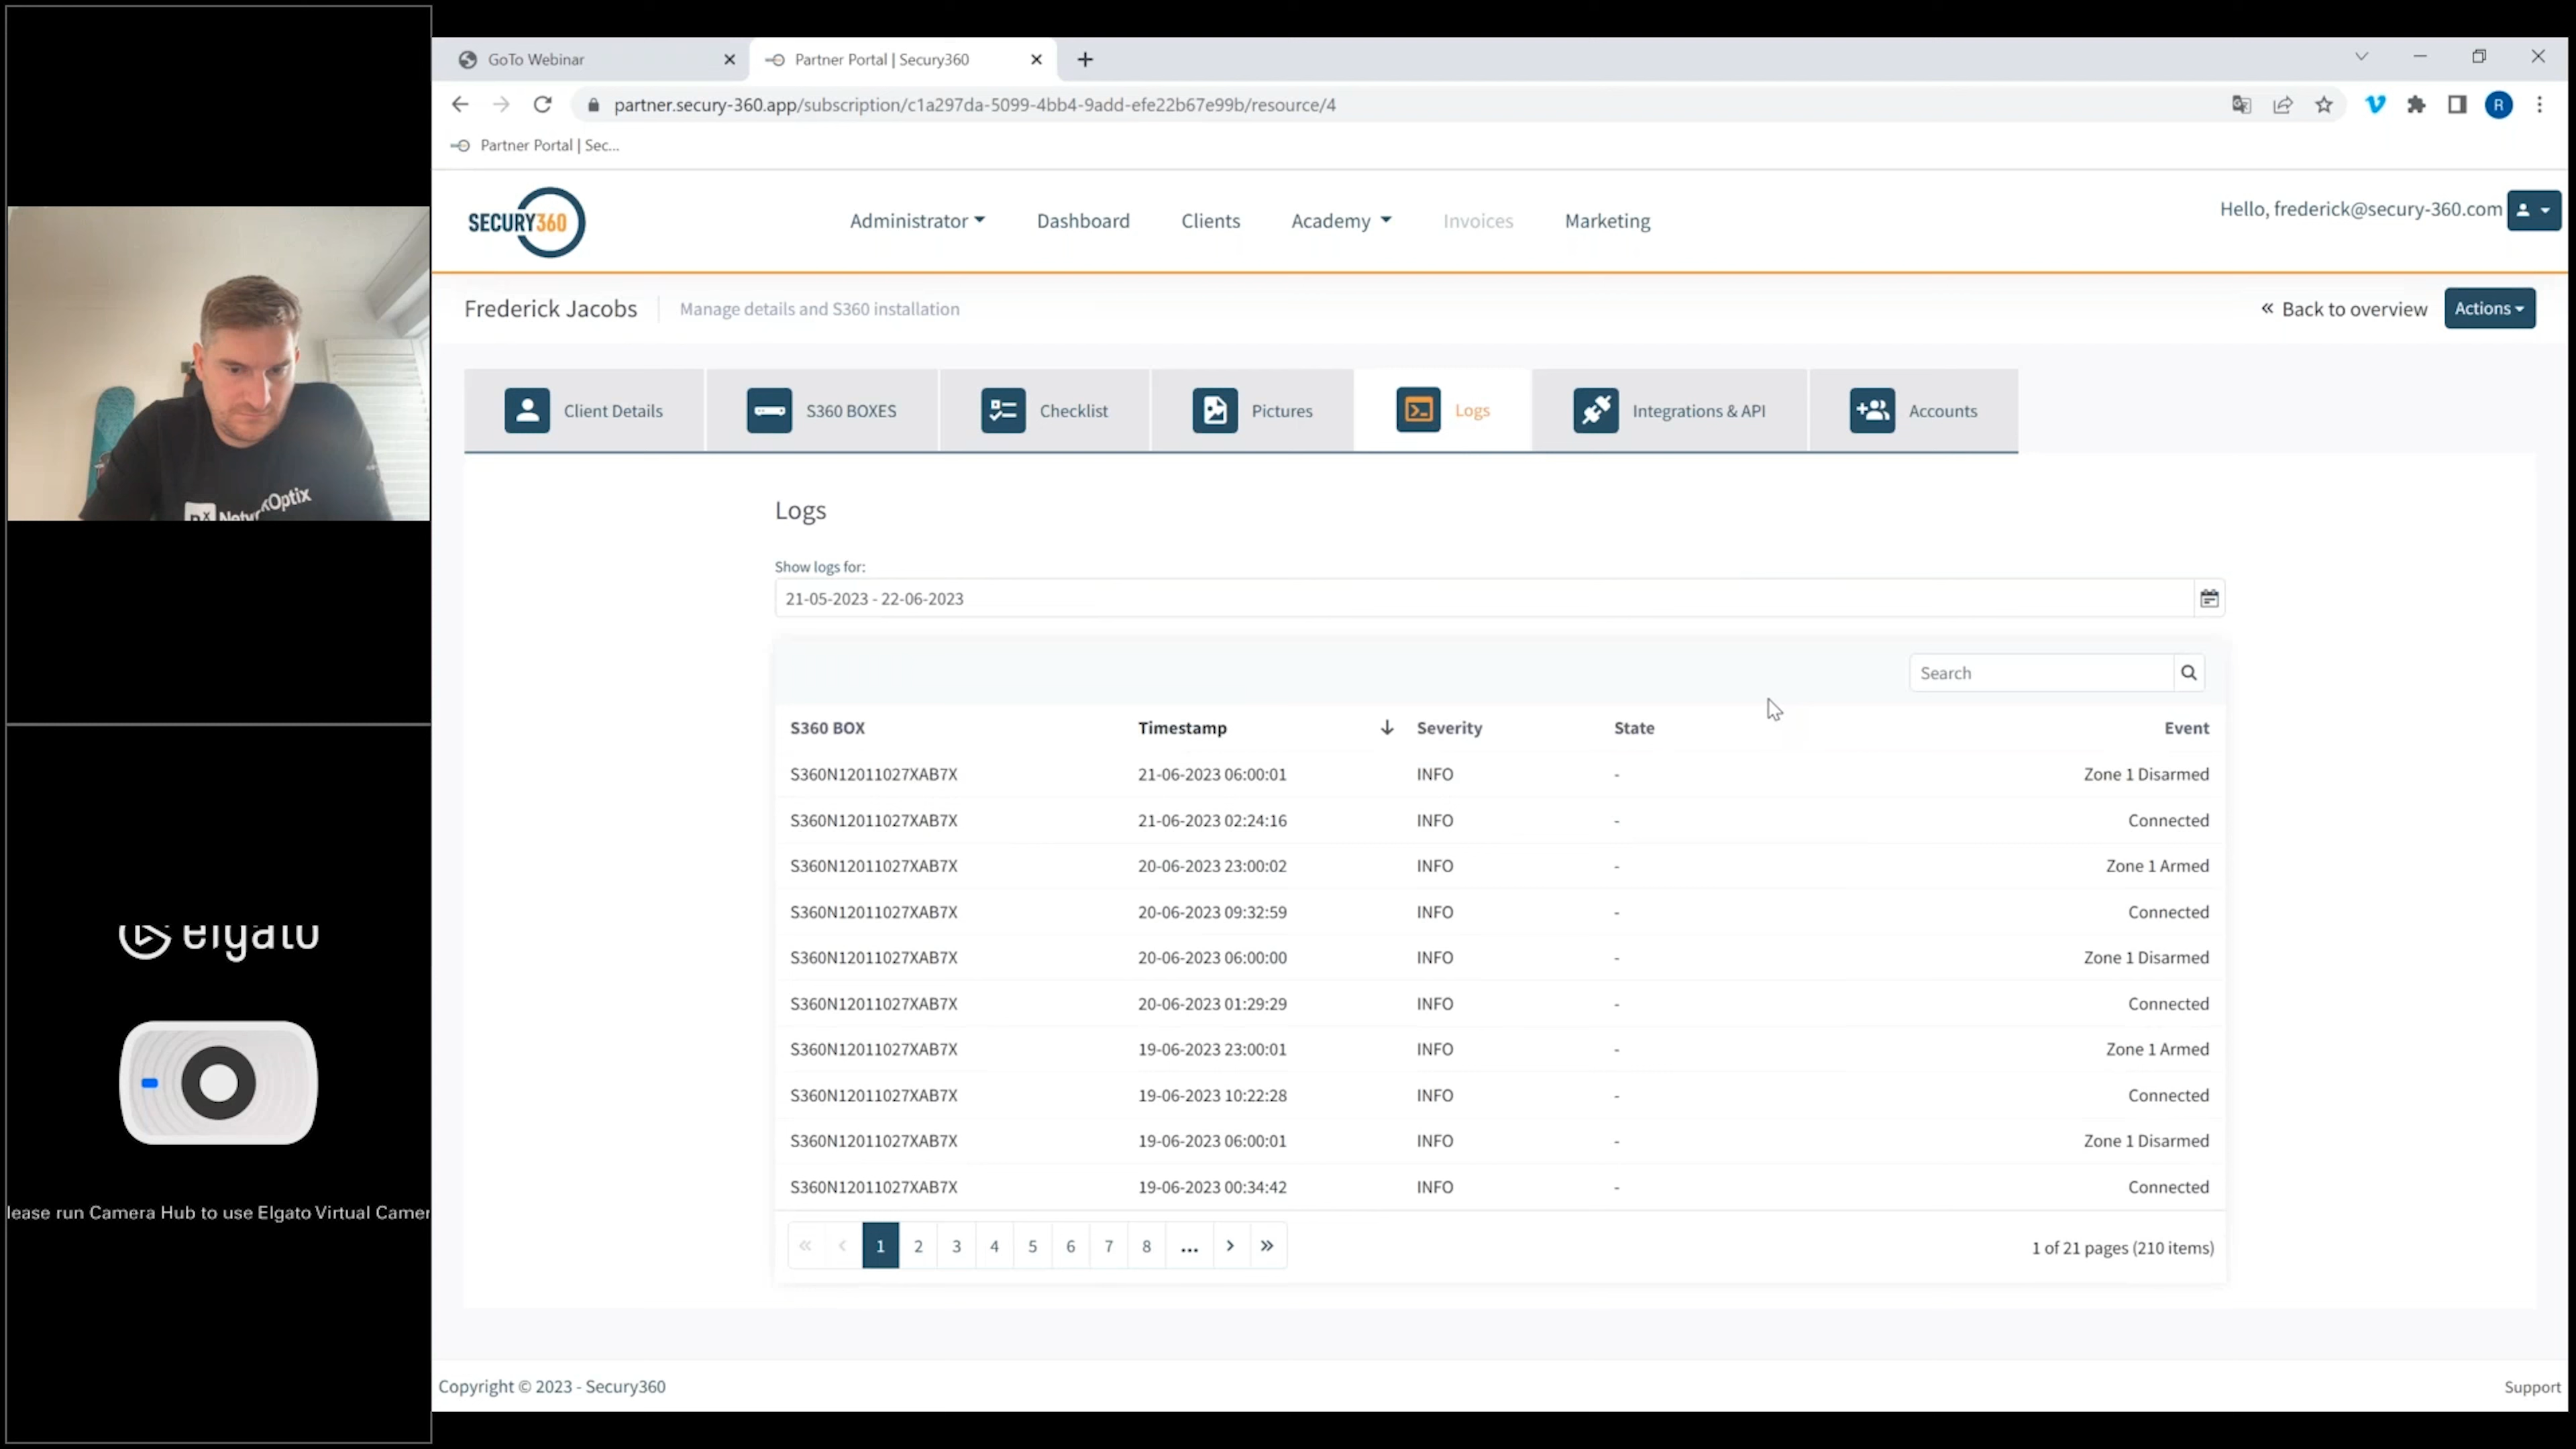 GoTo Webinar
Partner Portal | Secury360
partner.secury-360.app/subscription/c1a297da-5099-4bb4-9add-efe22b67e99b/resource/4
R
Partner Portal | Sec...
SECURY360
Administrator
Dashboard
Clients
Academy
Invoices
Marketing
Hello, frederick@secury-360.com
Frederick Jacobs
Manage details and S360 installation
« Back to overview
Actions
Client Details
S360 BOXES
Checklist
Pictures
Logs
Integrations & API
Accounts
Logs
Show logs for:
21-05-2023 - 22-06-2023
Search
S360 BOX Timestamp Severity State Event
S360N12011027XAB7X 21-06-2023 06:00:01 INFO - Zone 1 Disarmed
S360N12011027XAB7X 21-06-2023 02:24:16 INFO - Connected
S360N12011027XAB7X 20-06-2023 23:00:02 INFO - Zone 1 Armed
S360N12011027XAB7X 20-06-2023 09:32:59 INFO - Connected
S360N12011027XAB7X 20-06-2023 06:00:00 INFO - Zone 1 Disarmed
S360N12011027XAB7X 20-06-2023 01:29:29 INFO - Connected
S360N12011027XAB7X 19-06-2023 23:00:01 INFO - Zone 1 Armed
S360N12011027XAB7X 19-06-2023 10:22:28 INFO - Connected
S360N12011027XAB7X 19-06-2023 06:00:01 INFO - Zone 1 Disarmed
S360N12011027XAB7X 19-06-2023 00:34:42 INFO - Connected
« ‹ 1 2 3 4 5 6 7 8 ... › »
1 of 21 pages (210 items)
Copyright © 2023 - Secury360
Support
elgato
lease run Camera Hub to use Elgato Virtual Camer